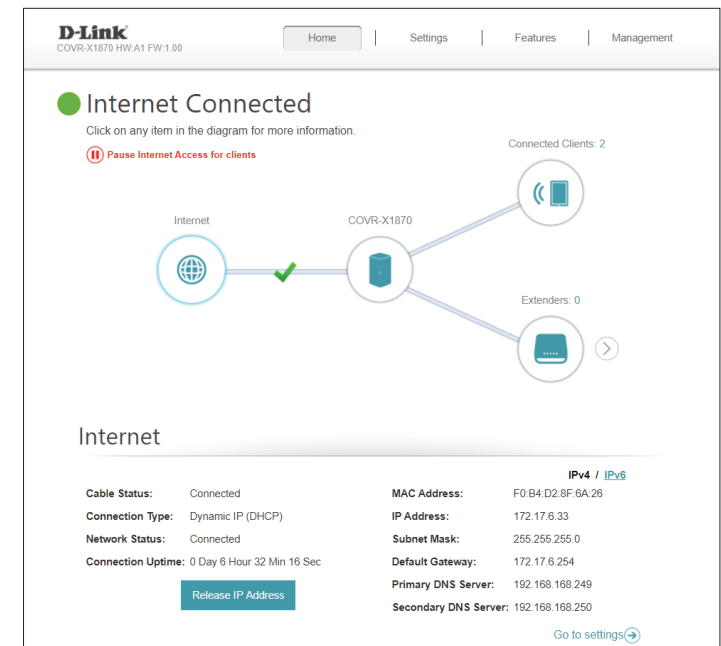 D-Link
COVR-X1870 HW:A1 FW:1.00
Home
Settings
Features
Management
Internet Connected
Click on any item in the diagram for more information.
Pause Internet Access for clients
Connected Clients: 2
Internet
COVR-X1870
Extenders: 0
Internet
IPv4 / IPv6
Cable Status: Connected
Connection Type: Dynamic IP (DHCP)
Network Status: Connected
Connection Uptime: 0 Day 6 Hour 32 Min 16 Sec
Release IP Address
MAC Address: F0:B4:D2:8F:6A:26
IP Address: 172.17.6.33
Subnet Mask: 255.255.255.0
Default Gateway: 172.17.6.254
Primary DNS Server: 192.168.168.249
Secondary DNS Server: 192.168.168.250
Go to settings